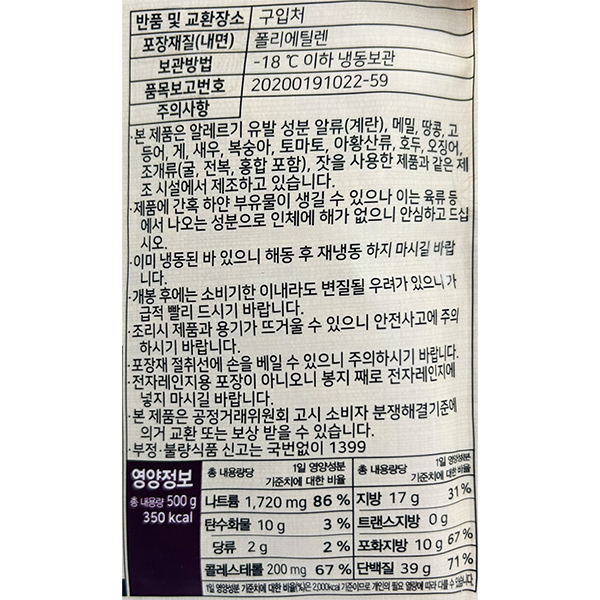 반품 및 교환장소 구입처
포장재질(내면) 폴리에틸렌
보관방법 -18 ℃ 이하 냉동보관
품목보고번호 20200191022-59
주의사항
·본 제품은 알레르기 유발 성분 알류(계란), 메밀, 땅콩, 고
등어, 게, 새우, 복숭아, 토마토, 아황산류, 호두, 오징어,
조개류(굴, 전복, 홍합 포함), 잣을 사용한 제품과 같은 제
조 시설에서 제조하고 있습니다.
·제품에 간혹 하얀 부유물이 생길 수 있으나 이는 육류 등
에서 나오는 성분으로 인체에 해가 없으니 안심하고 드십
시오.
·이미 냉동된 바 있으니 해동 후 재냉동 하지 마시길 바랍
니다.
·개봉 후에는 소비기한 이내라도 변질될 우려가 있으니 가
급적 빨리 드시기 바랍니다.
·조리시 제품과 용기가 뜨거울 수 있으니 안전사고에 주의
하시기 바랍니다.
·포장재 절취선에 손을 베일 수 있으니 주의하시기 바랍니다.
·전자레인지용 포장이 아니오니 봉지 째로 전자레인지에
넣지 마시길 바랍니다.
·본 제품은 공정거래위원회 고시 소비자 분쟁해결기준에
의거 교환 또는 보상 받을 수 있습니다.
·부정·불량식품 신고는 국번없이 1399
영양정보
총 내용량 500 g
350 kcal
총 내용량당 1일 영양성분 기준치에 대한 비율 총 내용량당 1일 영양성분 기준치에 대한 비율
나트륨 1,720 mg 86 % 지방 17 g 31 %
탄수화물 10 g 3 % 트랜스지방 0 g
당류 2 g 2 % 포화지방 10 g 67 %
콜레스테롤 200 mg 67 % 단백질 39 g 71 %
1일 영양성분 기준치에 대한 비율(%)은 2,000kcal 기준이므로 개인의 필요 열량에 따라 다를 수 있습니다.